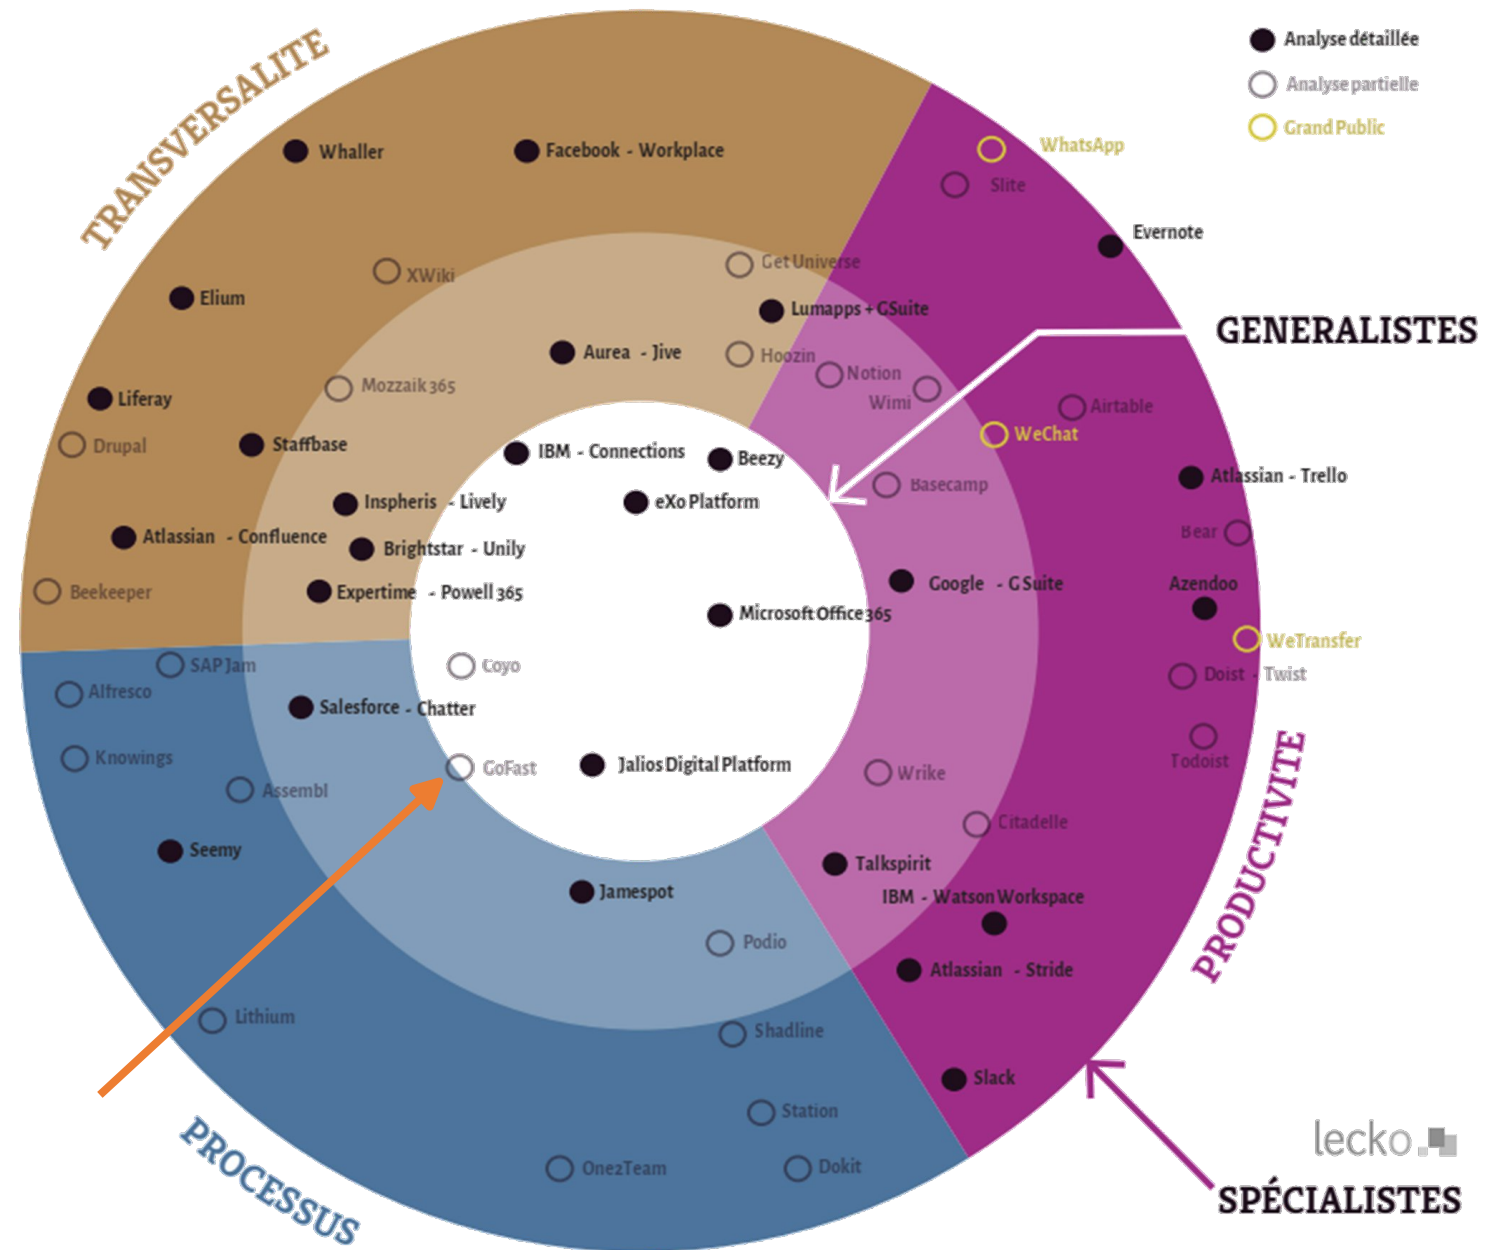 Analyse détaillée
Analyse partielle
Grand Public
TRANSVERSALITE
Whaller
Facebook - Workplace
WhatsApp
Slite
Evernote
XWiki
Get Universe
Elium
Lumapps + GSuite
GENERALISTES
Aurea - Jive
Hoozin
Notion
Mozzaik 365
Wimi
Liferay
Airtable
WeChat
Drupal
Staffbase
IBM - Connections
Beezy
Atlassian - Trello
Basecamp
Inspheris - Lively
eXo Platform
Bear
Atlassian - Confluence
Brightstar - Unily
Google - G Suite
Azendoo
Beekeeper
Expertime - Powell 365
Microsoft Office 365
WeTransfer
SAP Jam
Coyo
Doist - Twist
Alfresco
Salesforce - Chatter
Knowings
GoFast
Jalios Digital Platform
Todoist
Wrike
Assembl
Citadelle
Seemy
Talkspirit
PRODUCTIVITE
Jamespot
IBM - Watson Workspace
Podio
Atlassian - Stride
Lithium
Shadline
Slack
Station
lecko
One2Team
Dokit
PROCESSUS
SPÉCIALISTES